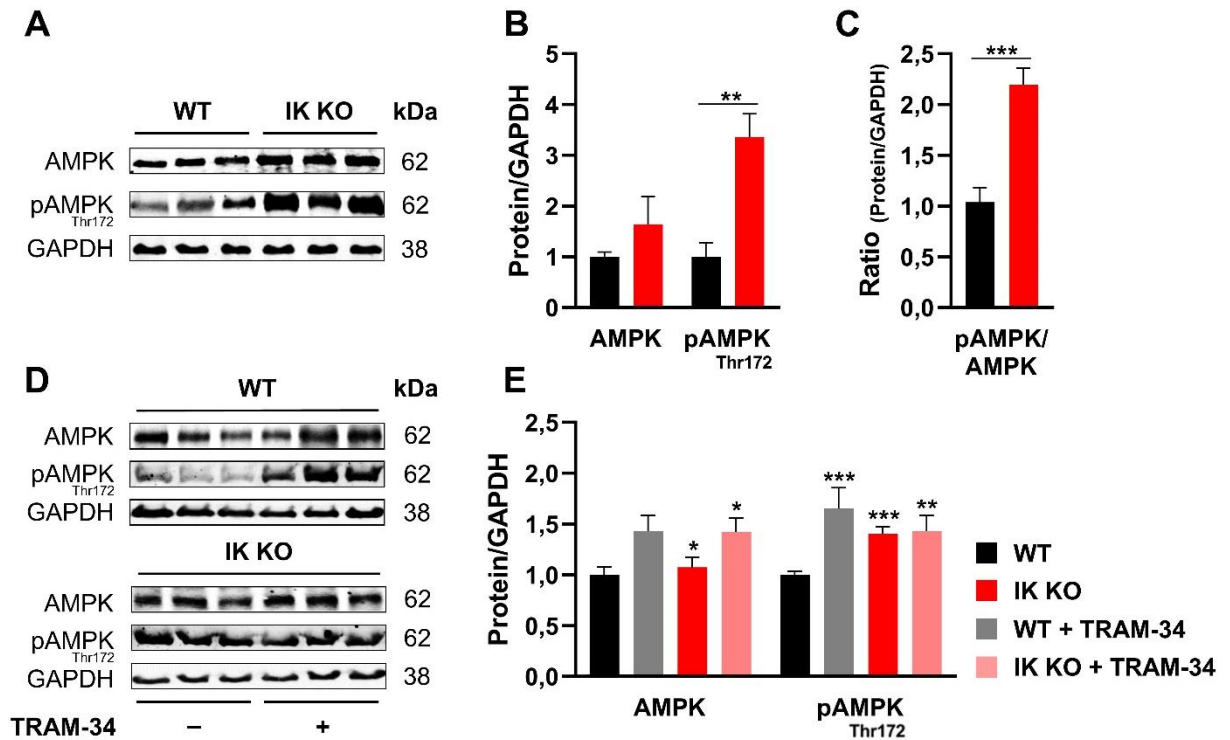 A
WT IK KO kDa
AMPK 62
pAMPK 62
Thr172
GAPDH 38
B
Protein/GAPDH
5
4
3
2
1
0
**
AMPK pAMPK
Thr172
C
Ratio (Protein/GAPDH)
2,5
2,0
1,5
1,0
0,5
0,0
***
pAMPK/
AMPK
D
WT kDa
AMPK 62
pAMPK 62
Thr172
GAPDH 38
IK KO
AMPK 62
pAMPK 62
Thr172
GAPDH 38
TRAM-34 – +
E
Protein/GAPDH
2,5
2,0
1,5
1,0
0,5
0,0
* * *** *** **
AMPK pAMPK
Thr172
WT
IK KO
WT + TRAM-34
IK KO + TRAM-34